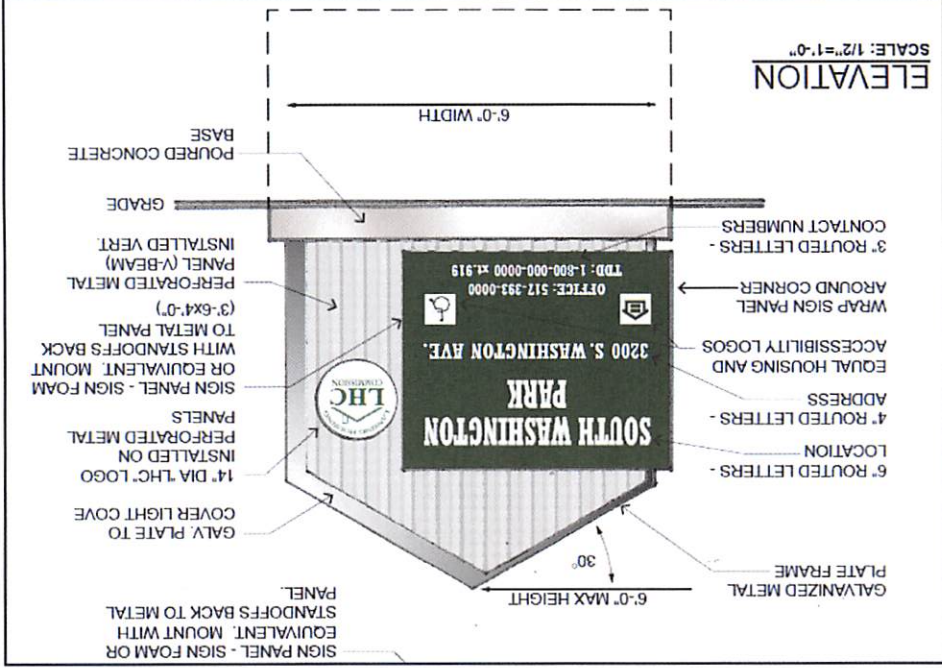 SIGN PANEL - SIGN FOAM OR
EQUIVALENT. MOUNT WITH
STANDOFFS BACK TO METAL
PANEL.
GALVANIZED METAL
PLATE FRAME
6'-0" MAX HEIGHT
30°
6" ROUTED LETTERS -
LOCATION
4" ROUTED LETTERS -
ADDRESS
EQUAL HOUSING AND
ACCESSIBILITY LOGOS
WRAP SIGN PANEL
AROUND CORNER
3" ROUTED LETTERS -
CONTACT NUMBERS
SOUTH WASHINGTON
PARK
3200 S. WASHINGTON AVE.
OFFICE: 517-393-0000
TDD: 1-800-000-0000 xt.919
LHC
COMMISSION
GALV. PLATE TO
COVER LIGHT COVE
14" DIA "LHC" LOGO
INSTALLED ON
PERFORATED METAL
PANELS
SIGN PANEL - SIGN FOAM
OR EQUIVALENT. MOUNT
WITH STANDOFFS BACK
TO METAL PANEL
(3'-6x4'-0")
PERFORATED METAL
PANEL (V-BEAM)
INSTALLED VERT.
GRADE
POURED CONCRETE
BASE
6'-0" WIDTH
ELEVATION
SCALE: 1/2"=1'-0"